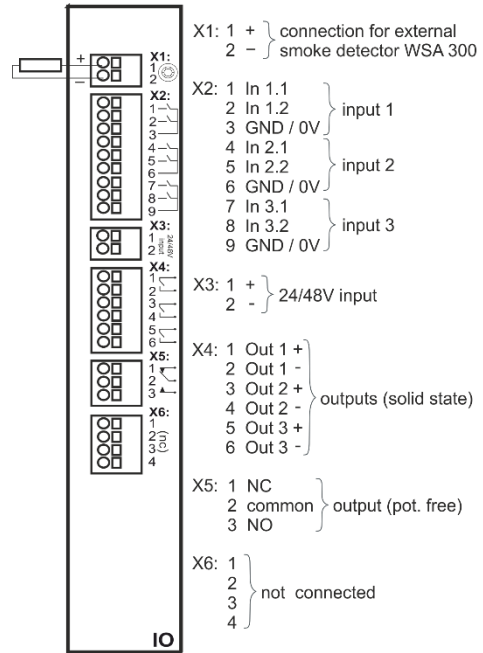 X1: 1 + connection for external
2 – smoke detector WSA 300
X2: 1 In 1.1
2 In 1.2
3 GND / 0V
input 1
4 In 2.1
5 In 2.2
6 GND / 0V
input 2
7 In 3.1
8 In 3.2
9 GND / 0V
input 3
X3: 1 +
2 -
24/48V input
X4: 1 Out 1 +
2 Out 1 -
3 Out 2 +
4 Out 2 -
5 Out 3 +
6 Out 3 -
outputs (solid state)
X5: 1 NC
2 common
3 NO
output (pot. free)
X6: 1
2
3
4
not connected
+
–
X1:
1
2
X2:
1
2
3
4
5
6
7
8
9
X3:
1
2
24/48V
input
X4:
1
2
3
4
5
6
X5:
1
2
3
X6:
1
2
3
4
(nc)
IO